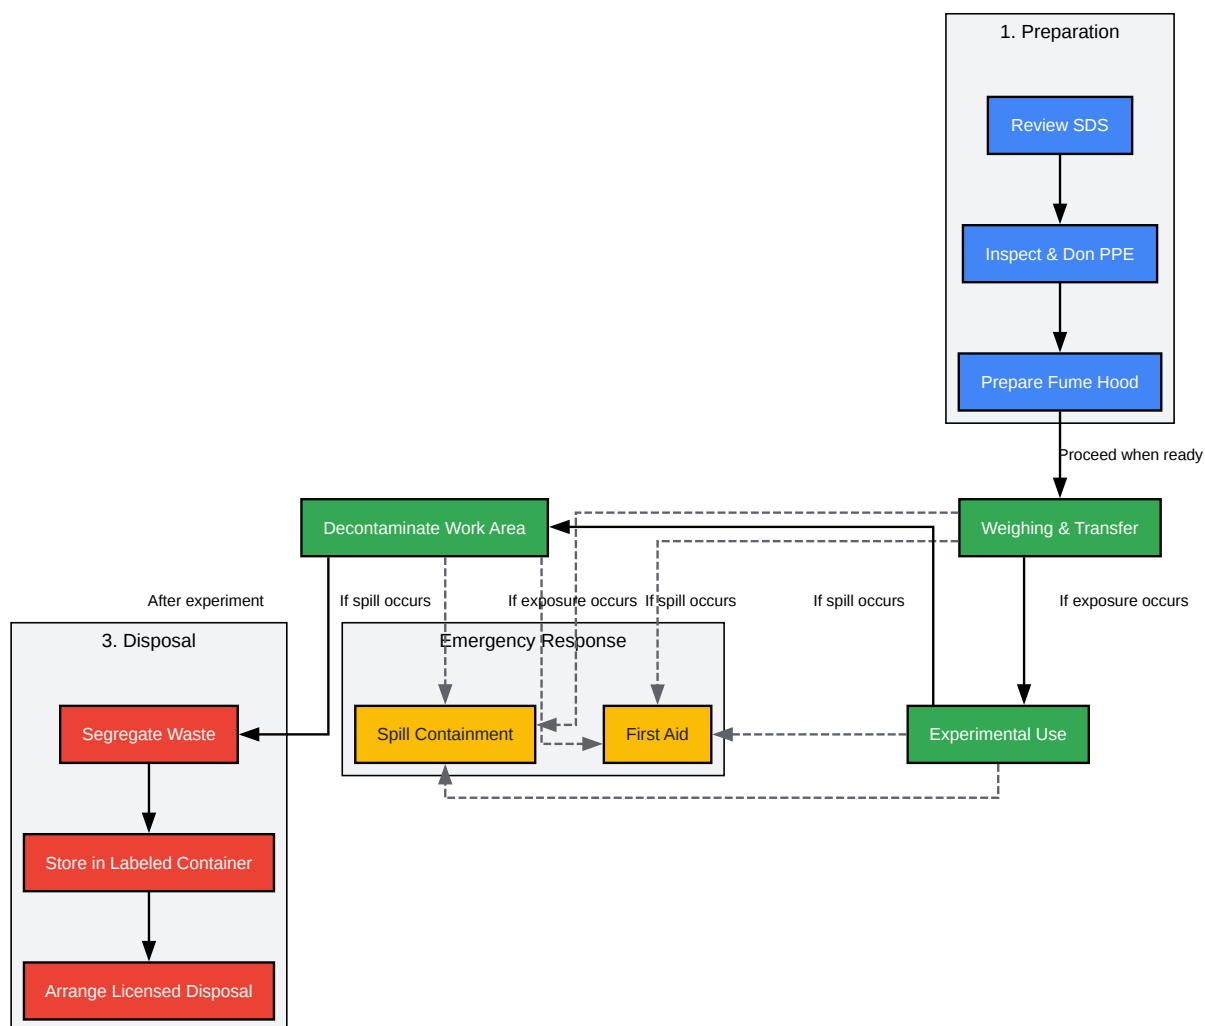 1. Preparation
Review SDS
Inspect & Don PPE
Prepare Fume Hood
Proceed when ready
Decontaminate Work Area
Weighing & Transfer
After experiment
If spill occurs
If exposure occurs
If spill occurs
If spill occurs
If exposure occurs
3. Disposal
Emergency Response
Segregate Waste
Spill Containment
First Aid
Experimental Use
Store in Labeled Container
Arrange Licensed Disposal